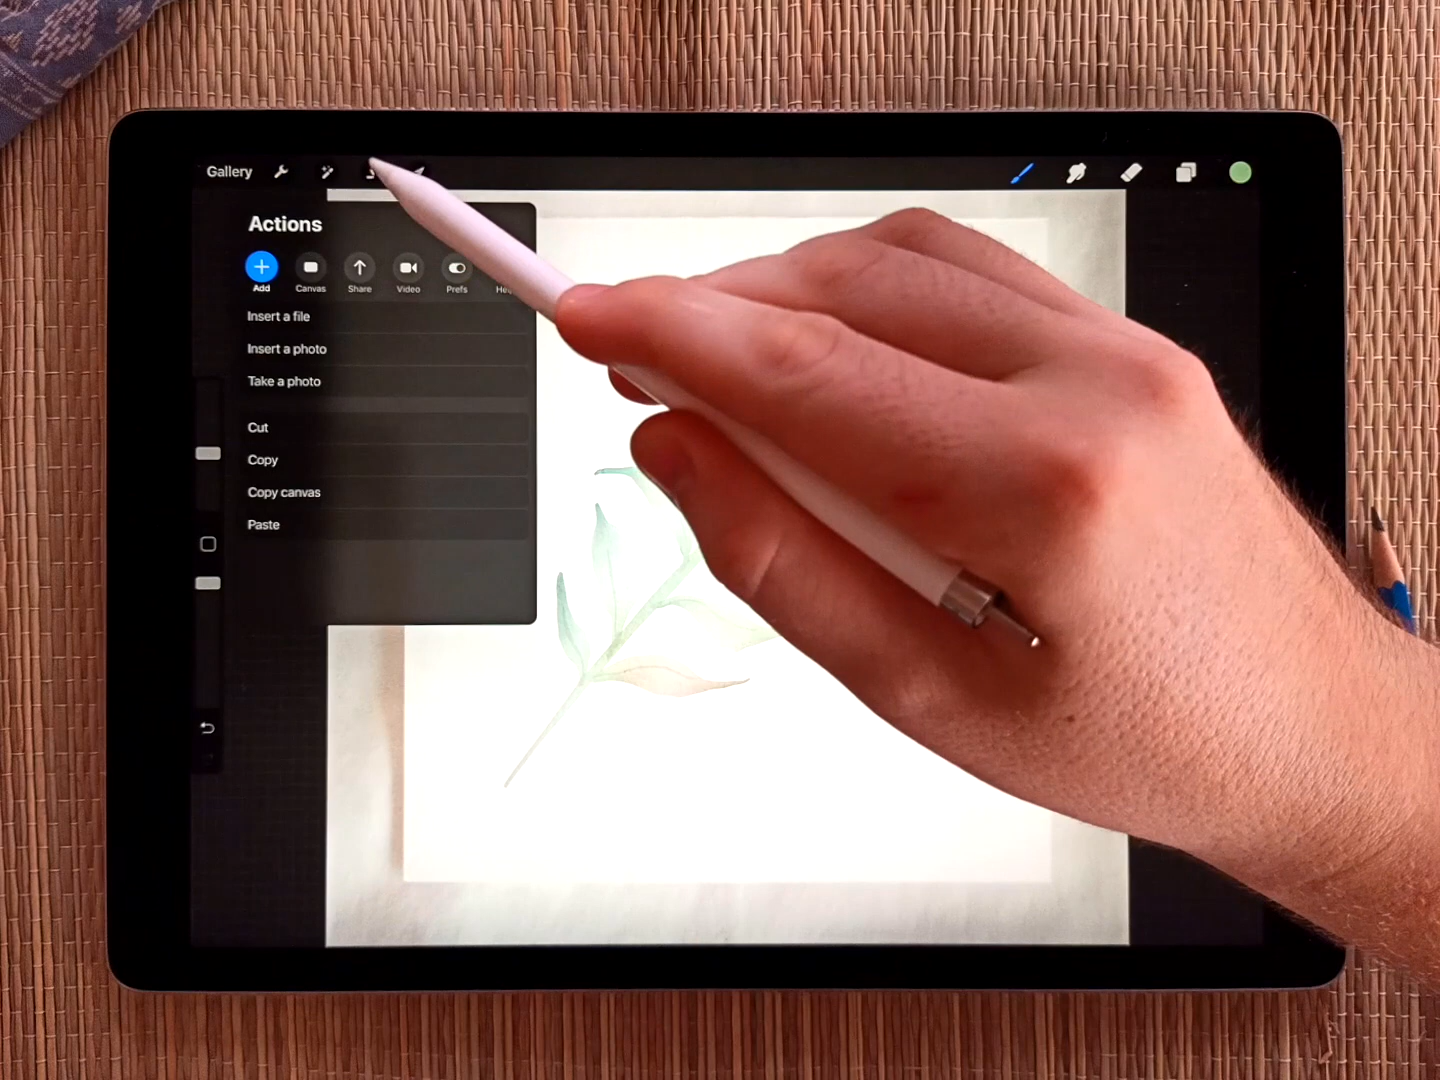 Gallery
Actions
Add Canvas Share Video Prefs
Insert a file
Insert a photo
Take a photo
Cut
Copy
Copy canvas
Paste